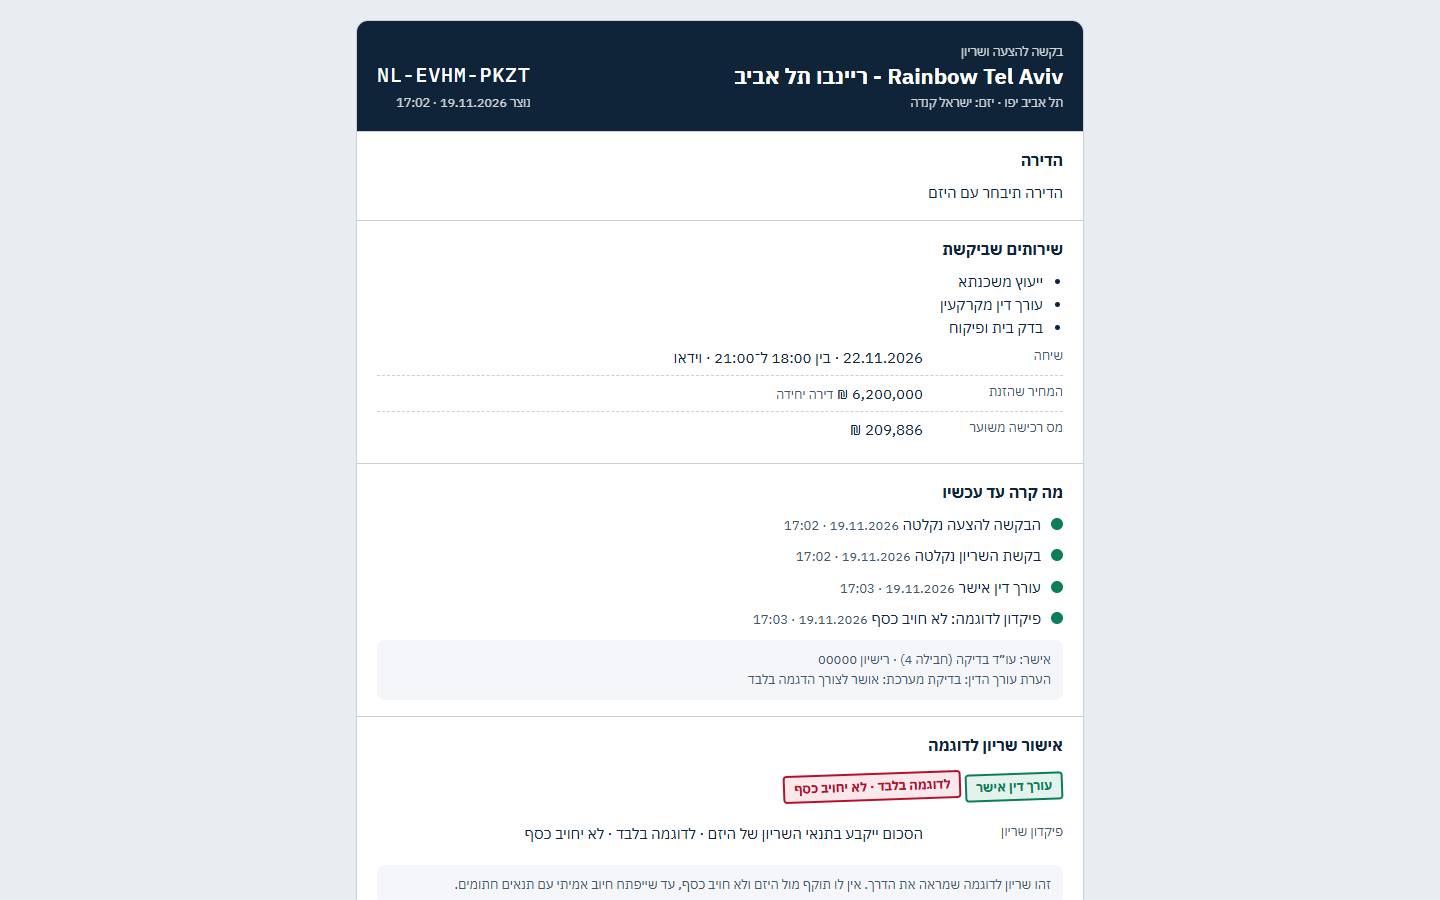 בקשה להצעה ושריון
Rainbow Tel Aviv - ריינבו תל אביב
תל אביב יפו · יזם: ישראל קנדה
NL-EVHM-PKZT
נוצר 19.11.2026 · 17:02
הדירה
הדירה תיבחר עם היזם
שירותים שביקשת
• ייעוץ משכנתא
• עורך דין מקרקעין
• בדק בית ופיקוח
שיחה 22.11.2026 · בין 18:00 ל־21:00 · וידאו
המחיר שהזנת 6,200,000 ₪ דירה יחידה
מס רכישה משוער 209,886 ₪
מה קרה עד עכשיו
הבקשה להצעה נקלטה 19.11.2026 · 17:02
בקשת השריון נקלטה 19.11.2026 · 17:02
עורך דין אישר 19.11.2026 · 17:03
פיקדון לדוגמה: לא חויב כסף 19.11.2026 · 17:03
אישר: עו״ד בדיקה (חבילה 4) · רישיון 00000
הערת עורך הדין: בדיקת מערכת: אושר לצורך הדגמה בלבד
אישור שריון לדוגמה
עורך דין אישר
לדוגמה בלבד · לא יחויב כסף
פיקדון שריון הסכום ייקבע בתנאי השריון של היזם · לדוגמה בלבד · לא יחויב כסף
זהו שריון לדוגמה שמראה את הדרך. אין לו תוקף מול היזם ולא חויב כסף, עד שייפתח חיוב אמיתי עם תנאים חתומים.